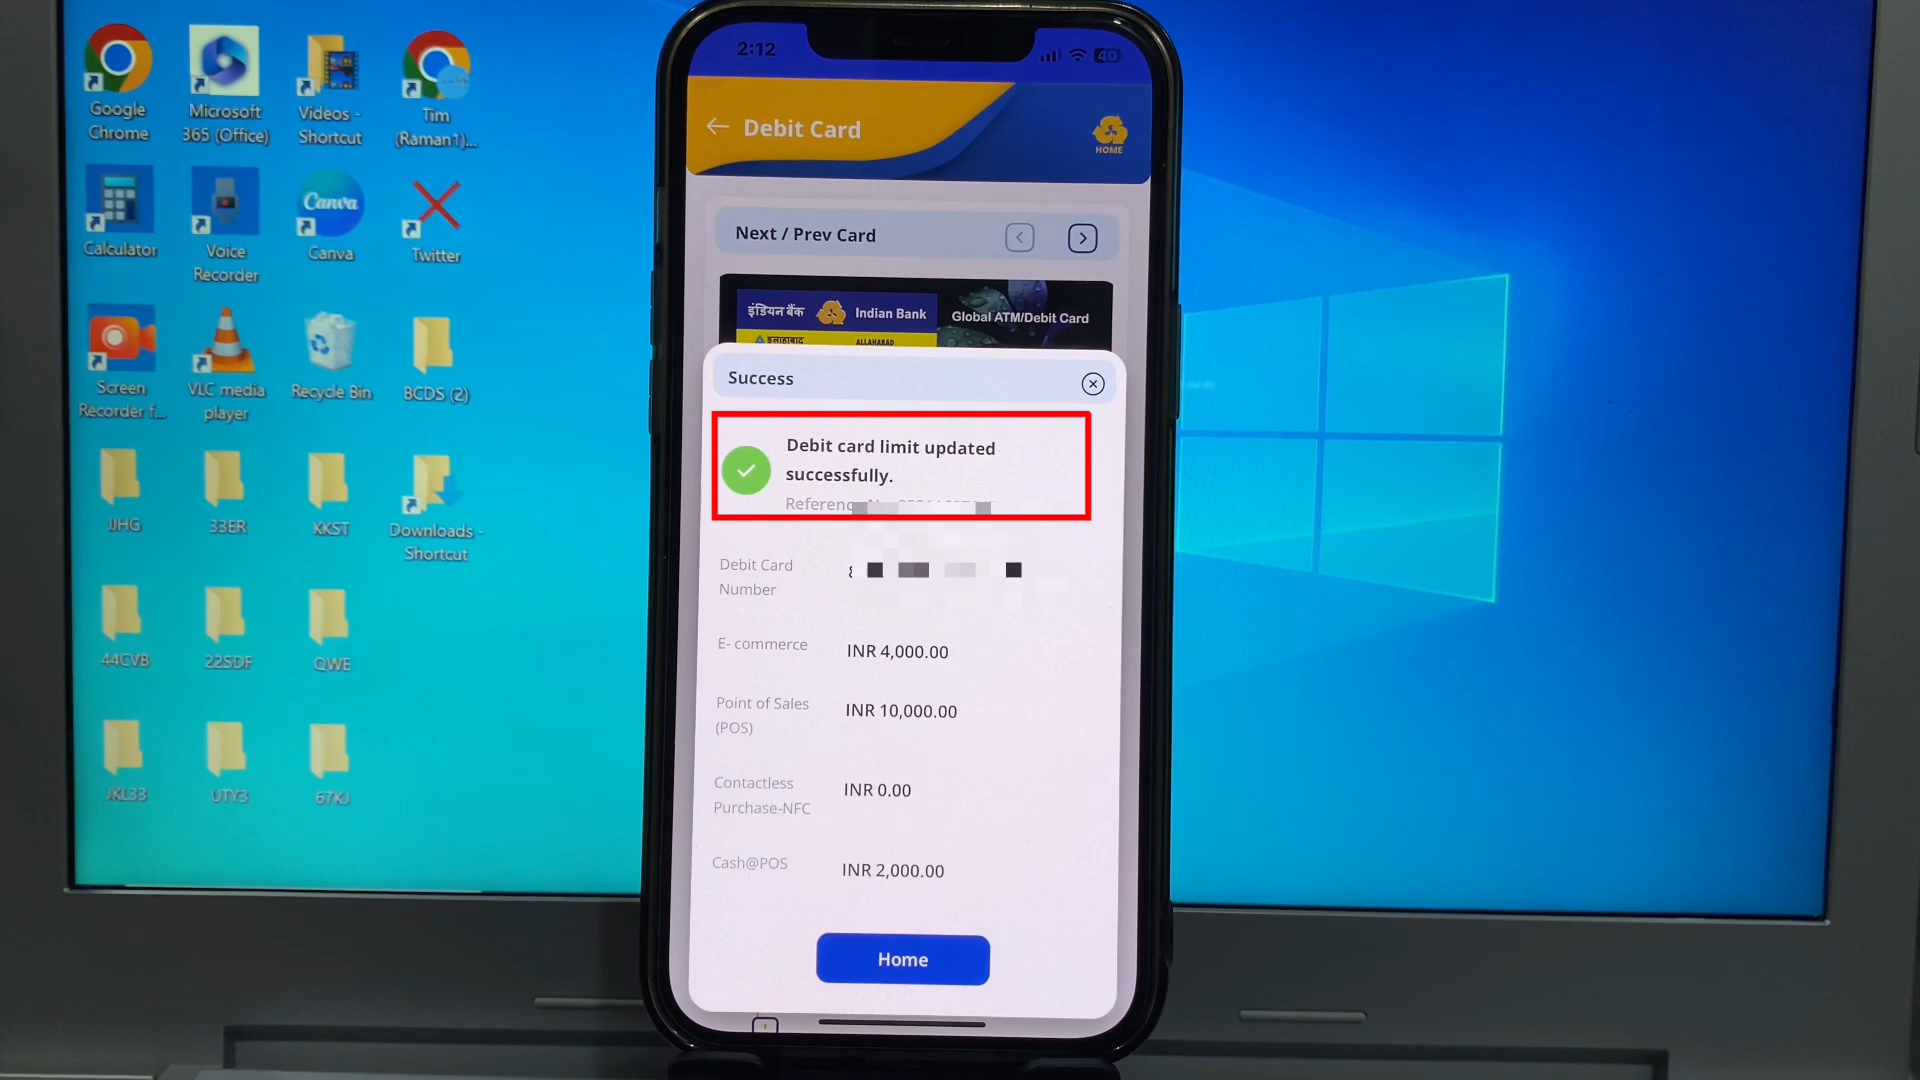 Google
Chrome
Microsoft
365 (Office)
Videos -
Shortcut
Tim
(Raman1)...
Calculator
Voice
Recorder
Canva
Canva
Twitter
Screen
Recorder f...
VLC media
player
Recycle Bin
BCDS (2)
JJHG
33ER
KKST
Downloads -
Shortcut
44CVB
22SDF
QWE
JKL33
UTY3
67KJ
2:12
40
Debit Card
HOME
Next / Prev Card
इंडियन बैंक
Indian Bank
Global ATM/Debit Card
इलाहाबाद
ALLAHABAD
Success
Debit card limit updated
successfully.
Debit Card
Number
E- commerce
INR 4,000.00
Point of Sales
(POS)
INR 10,000.00
Contactless
Purchase-NFC
INR 0.00
Cash@POS
INR 2,000.00
Home